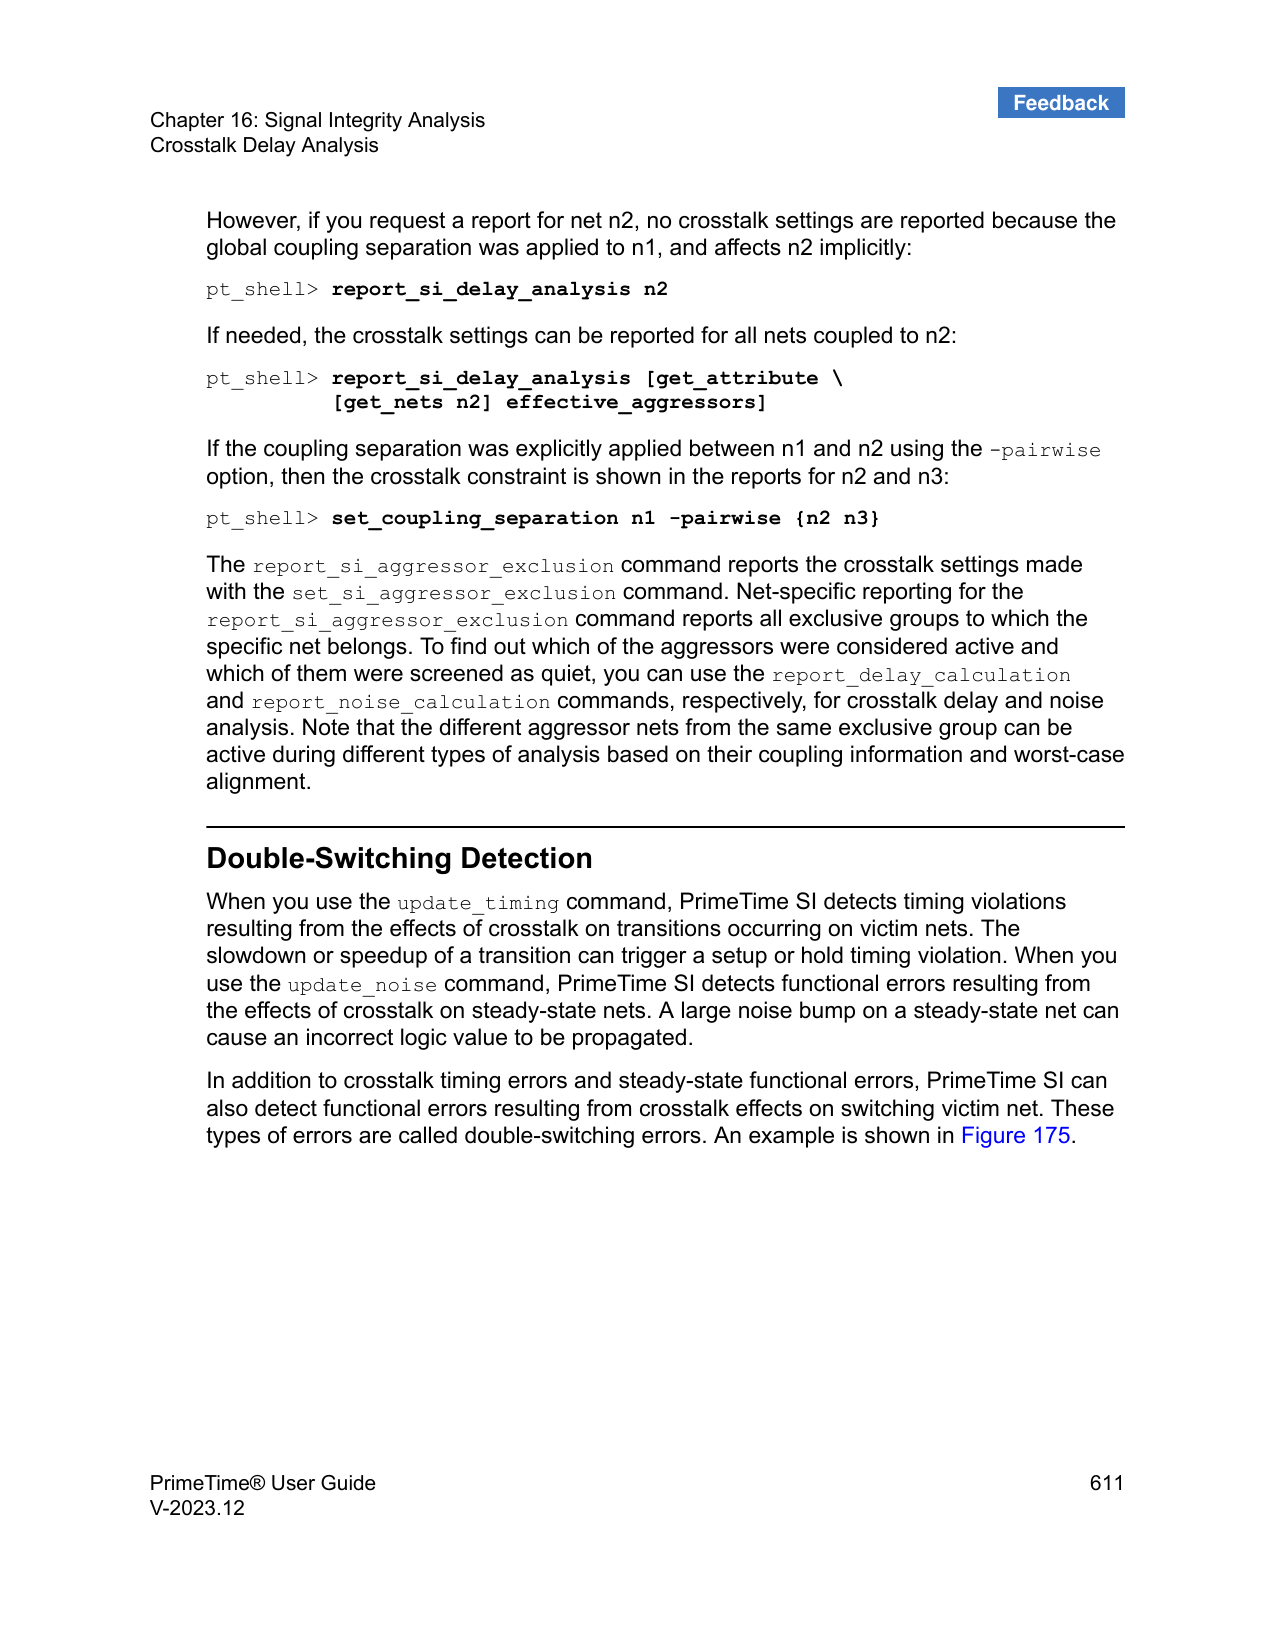 Feedback
Chapter 16: Signal Integrity Analysis
Crosstalk Delay Analysis
However, if you request a report for net n2, no crosstalk settings are reported because the
global coupling separation was applied to n1, and affects n2 implicitly:
pt_shell> report_si_delay_analysis n2
If needed, the crosstalk settings can be reported for all nets coupled to n2:
pt_shell> report_si_delay_analysis [get_attribute \
[get_nets n2] effective_aggressors]
If the coupling separation was explicitly applied between n1 and n2 using the -pairwise
option, then the crosstalk constraint is shown in the reports for n2 and n3:
pt_shell> set_coupling_separation n1 -pairwise {n2 n3}
The report_si_aggressor_exclusion command reports the crosstalk settings made
with the set_si_aggressor_exclusion command. Net-specific reporting for the
report_si_aggressor_exclusion command reports all exclusive groups to which the
specific net belongs. To find out which of the aggressors were considered active and
which of them were screened as quiet, you can use the report_delay_calculation
and report_noise_calculation commands, respectively, for crosstalk delay and noise
analysis. Note that the different aggressor nets from the same exclusive group can be
active during different types of analysis based on their coupling information and worst-case
alignment.
Double-Switching Detection
When you use the update_timing command, PrimeTime SI detects timing violations
resulting from the effects of crosstalk on transitions occurring on victim nets. The
slowdown or speedup of a transition can trigger a setup or hold timing violation. When you
use the update_noise command, PrimeTime SI detects functional errors resulting from
the effects of crosstalk on steady-state nets. A large noise bump on a steady-state net can
cause an incorrect logic value to be propagated.
In addition to crosstalk timing errors and steady-state functional errors, PrimeTime SI can
also detect functional errors resulting from crosstalk effects on switching victim net. These
types of errors are called double-switching errors. An example is shown in Figure 175.
PrimeTime® User Guide
V-2023.12
611